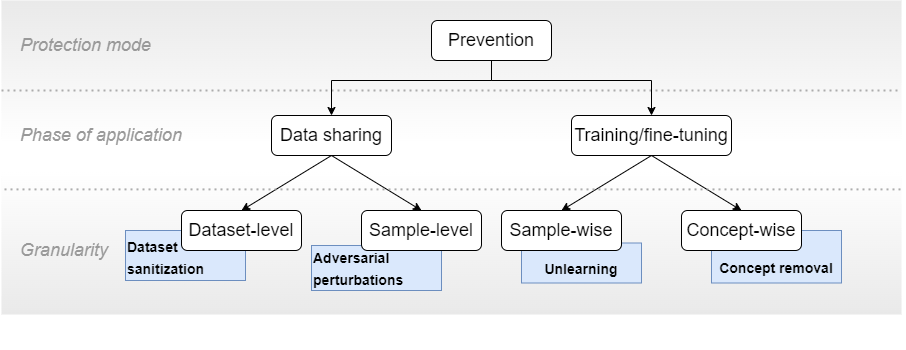 Protection mode
Prevention
Phase of application
Data sharing
Training/fine-tuning
Granularity
Dataset-level
Sample-level
Sample-wise
Concept-wise
Dataset
sanitization
Adversarial
perturbations
Unlearning
Concept removal